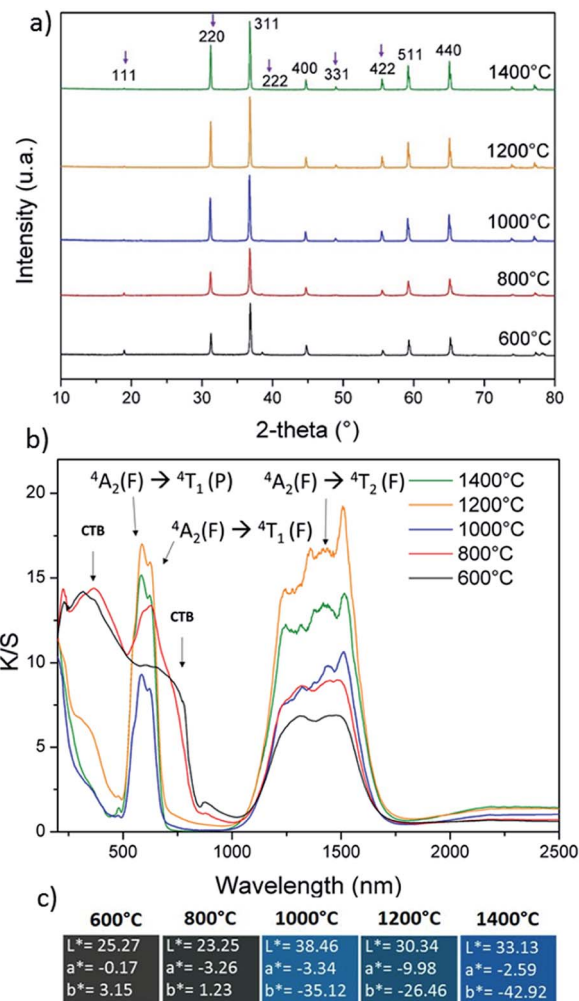 a)
311
220
111
222
400
331
422
511
440
1400°C
1200°C
1000°C
800°C
600°C
Intensity (u.a.)
10 20 30 40 50 60 70 80
2-theta (°)
b)
⁴A₂(F) → ⁴T₁(P)
⁴A₂(F) → ⁴T₂(F)
⁴A₂(F) → ⁴T₁(F)
CTB
CTB
1400°C
1200°C
1000°C
800°C
600°C
20
15
10
5
0
K/S
500 1000 1500 2000 2500
Wavelength (nm)
c)
600°C 800°C 1000°C 1200°C 1400°C
L*= 25.27 L*= 23.25 L*= 38.46 L*= 30.34 L*= 33.13
a*= -0.17 a*= -3.26 a*= -3.34 a*= -9.98 a*= -2.59
b*= 3.15 b*= 1.23 b*= -35.12 b*= -26.46 b*= -42.92